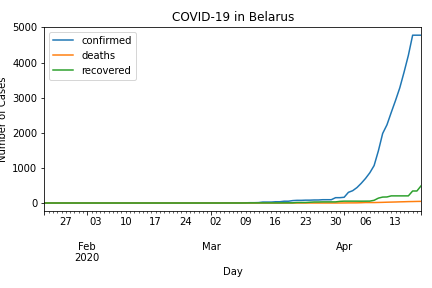 COVID-19 in Belarus
5000
4000
3000
2000
1000
0
Number of Cases
confirmed
deaths
recovered
27 03 10 17 24 02 09 16 23 30 06 13
Feb Mar Apr
2020
Day